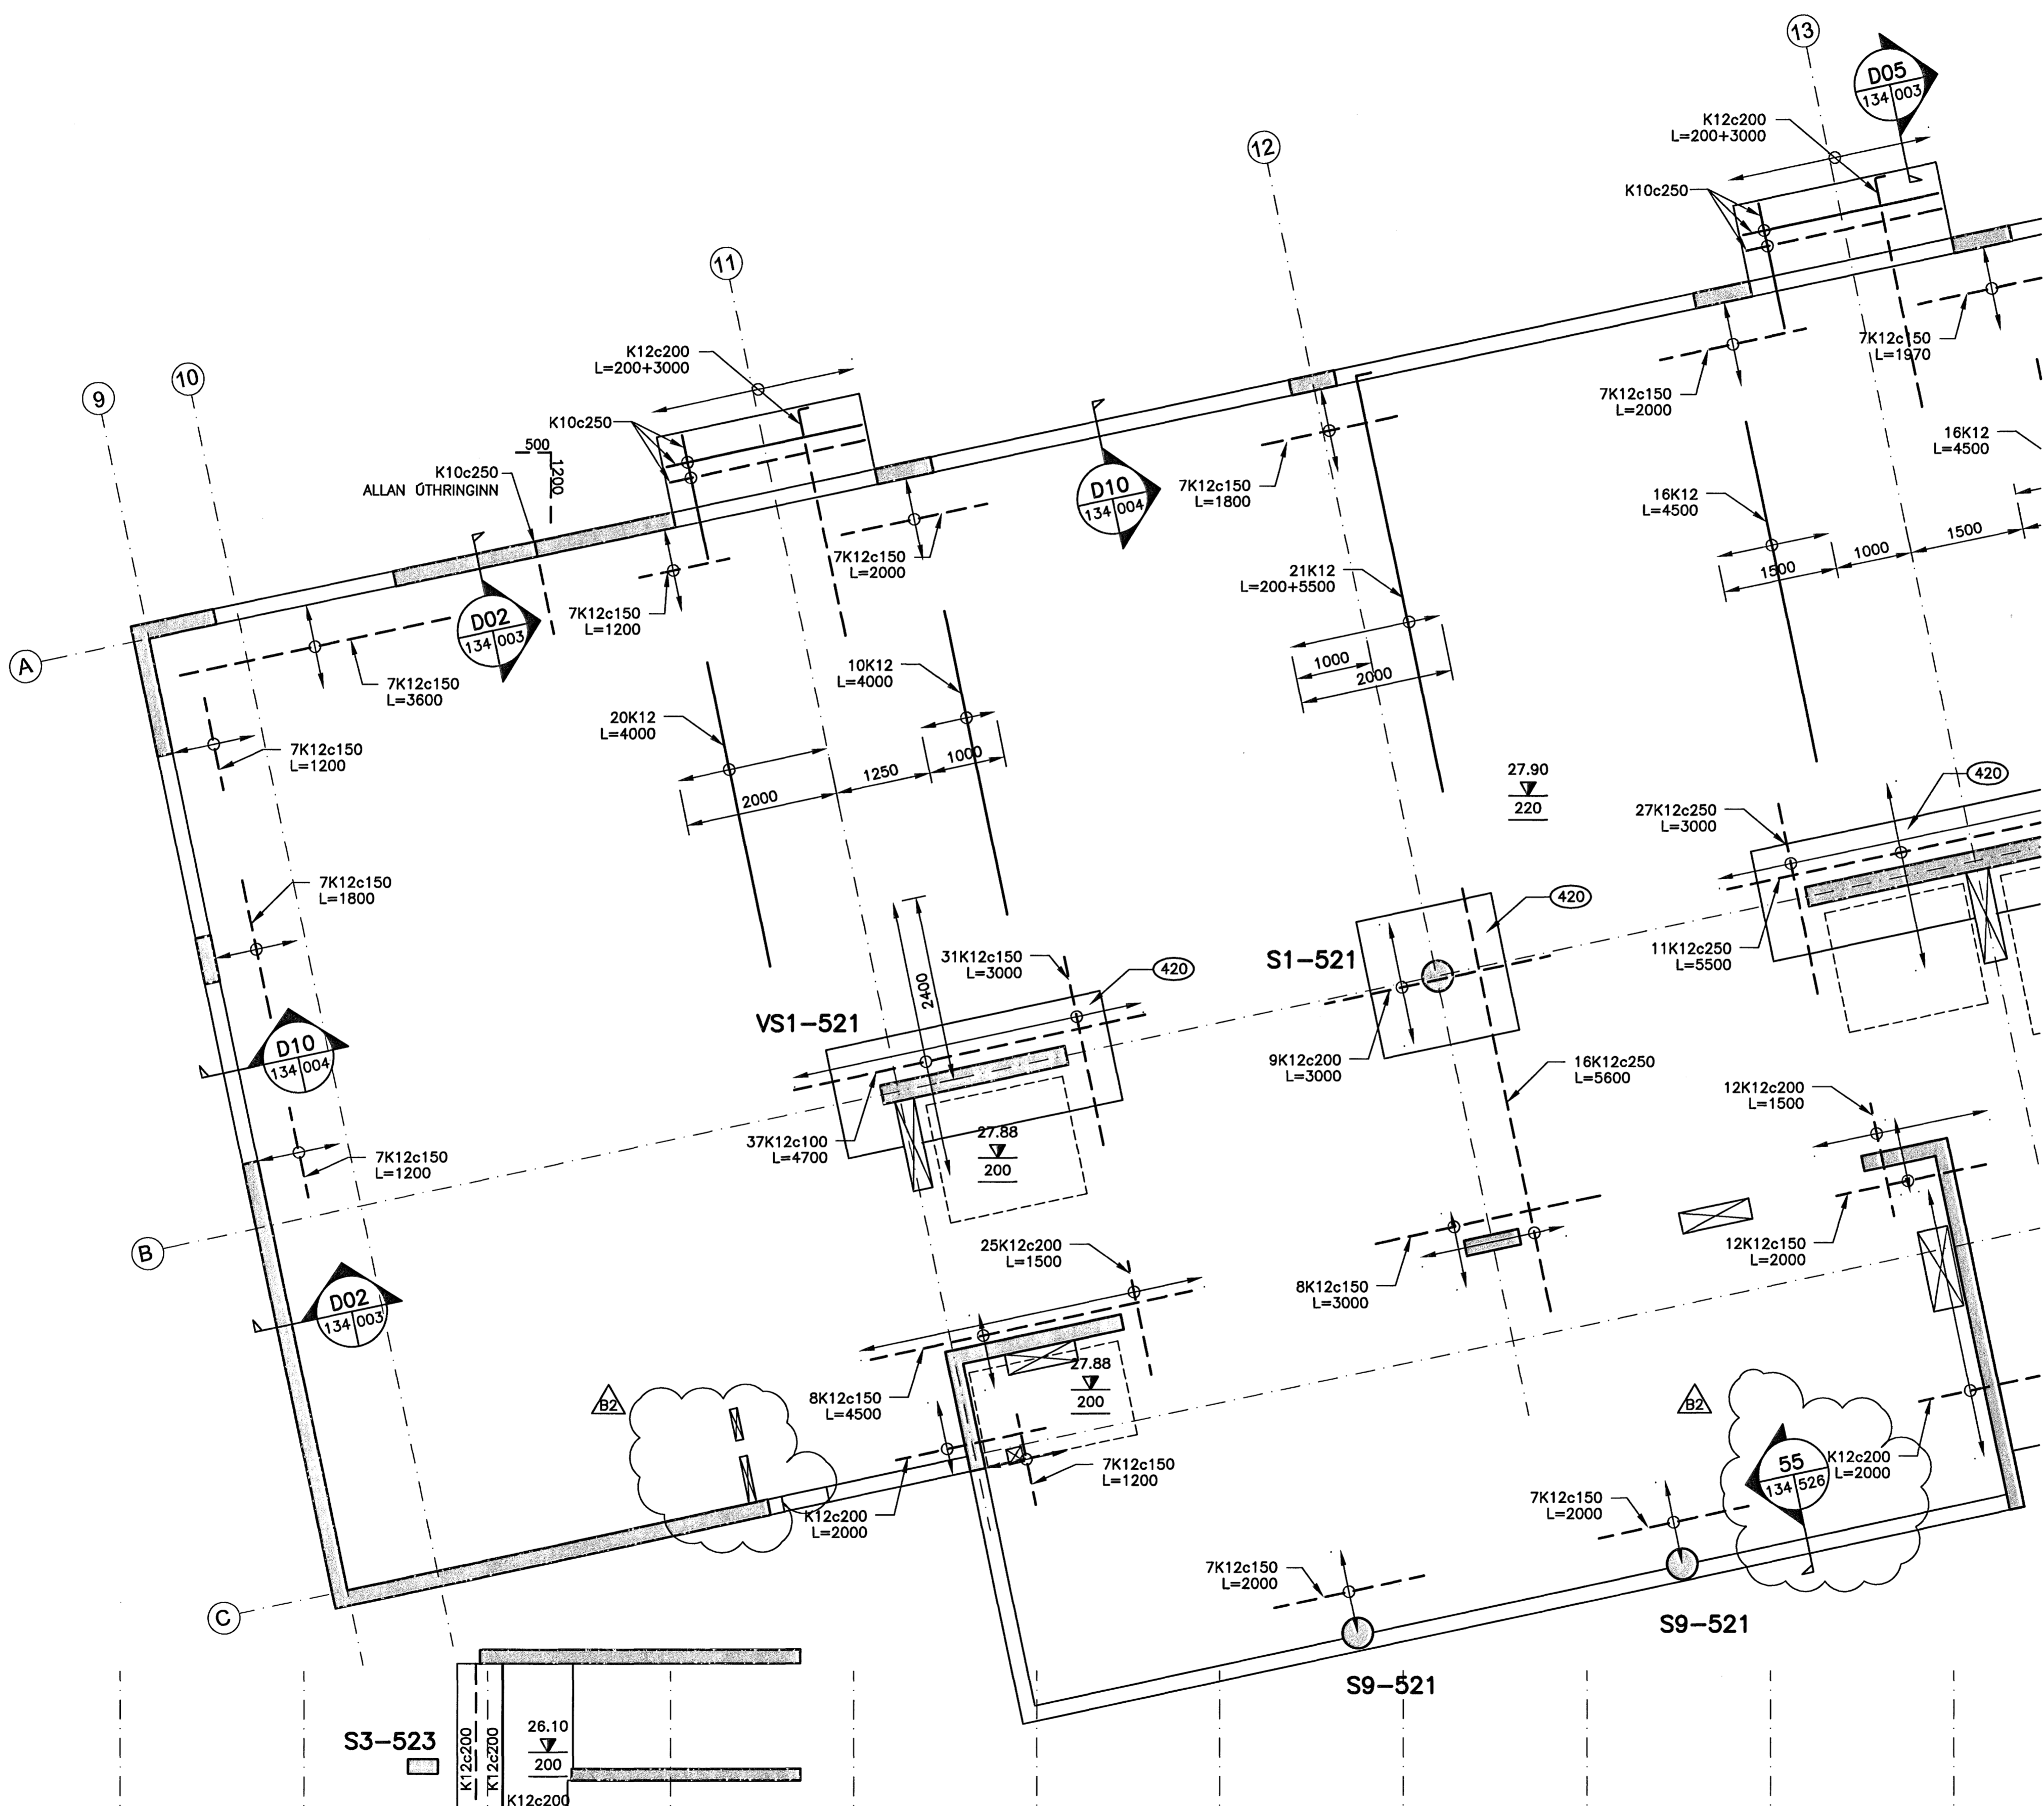 13
D05
134 003
K12c200
L=200+3000
12
K10c250
11
7K12c150
L=1970
K12c200
L=200+3000
10
9
7K12c150
L=2000
K10c250
16K12
L=4500
500
1200
K10c250
ALLAN ÚTHRINGINN
7K12c150
L=1800
D10
134 004
16K12
L=4500
1500
1000
1500
7K12c150
L=2000
21K12
L=200+5500
7K12c150
L=1200
D02
134 003
A
1000
2000
10K12
L=4000
7K12c150
L=3600
20K12
L=4000
7K12c150
L=1200
1000
1250
2000
27.90
220
420
27K12c250
L=3000
7K12c150
L=1800
420
S1-521
11K12c250
L=5500
31K12c150
L=3000
420
2400
VS1-521
D10
134 004
9K12c200
L=3000
16K12c250
L=5600
12K12c200
L=1500
37K12c100
L=4700
27.88
200
7K12c150
L=1200
B
25K12c200
L=1500
12K12c150
L=2000
8K12c150
L=3000
D02
134 003
27.88
200
B2
8K12c150
L=4500
B2
7K12c150
L=1200
K12c200
L=2000
55
134 526
K12c200
L=2000
7K12c150
L=2000
7K12c150
L=2000
C
S9-521
S9-521
S3-523
K12c200
K12c200
26.10
200
K12c200